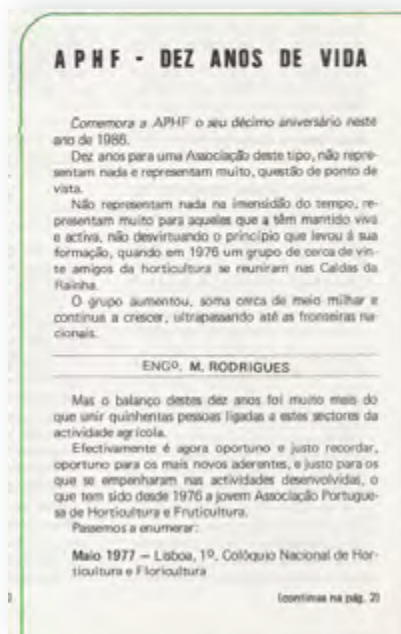 APHF - DEZ ANOS DE VIDA
Comemora a APHF o seu décimo aniversário neste
ano de 1986.
Dez anos para uma Associação deste tipo, não repre-
sentam nada e representam muito, questão de ponto de
vista.
Não representam nada na imensidão do tempo, re-
presentam muito para aqueles que a têm mantido viva
e activa, não desvirtuando o princípio que levou à sua
formação, quando em 1976 um grupo de cerca de vin-
te amigos da horticultura se reuniram nas Caldas da
Rainha.
O grupo aumentou, soma cerca de meio milhar e
continua a crescer, ultrapassando até as fronteiras na-
cionais.
ENGº. M. RODRIGUES
Mas o balanço destes dez anos foi muito mais do
que unir quinhentas pessoas ligadas a estes sectores da
actividade agrícola.
Efectivamente é agora oportuno e justo recordar,
oportuno para os mais novos aderentes, e justo para os
que se empenharam nas actividades desenvolvidas, o
que tem sido desde 1976 a jovem Associação Portugue-
sa de Horticultura e Fruticultura.
Passemos a enumerar:
Maio 1977 — Lisboa, 1º. Colóquio Nacional de Hor-
ticultura e Floricultura
(continua na pág. 2)